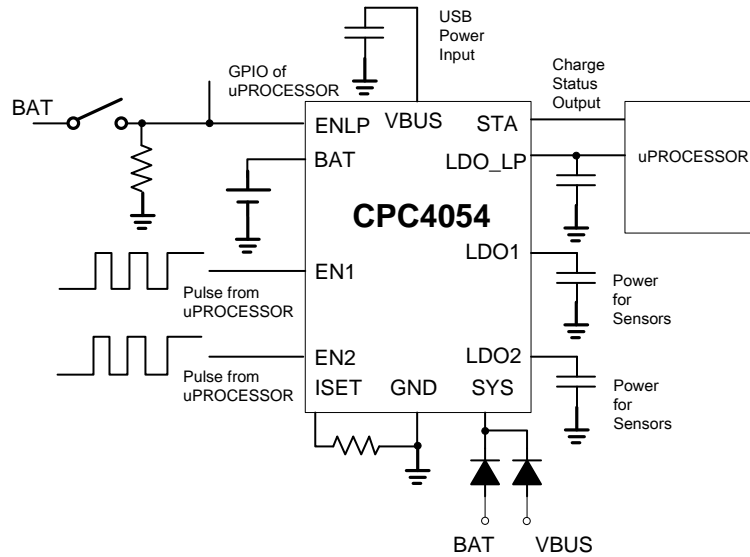 USB
Power
Input
GPIO of
uPROCESSOR
Charge
Status
Output
BAT
ENLP
VBUS
STA
BAT
LDO_LP
uPROCESSOR
CPC4054
LDO1
EN1
Pulse from
uPROCESSOR
Power
for
Sensors
EN2
LDO2
Pulse from
uPROCESSOR
ISET
GND
SYS
Power
for
Sensors
BAT
VBUS